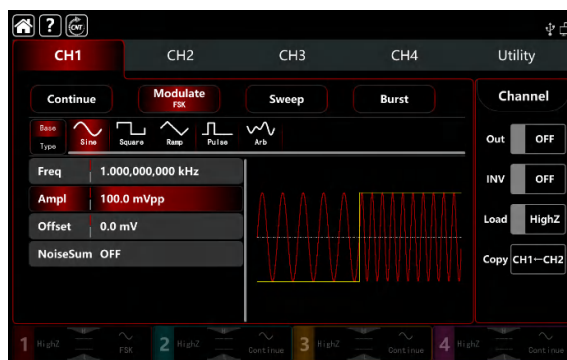 ? CNT
CH1 CH2 CH3 CH4 Utility
Continue Modulate FSK Sweep Burst Channel
Base Type Sine Square Ramp Pulse Arb
Out OFF
Freq 1.000,000,000 kHz
INV OFF
Ampl 100.0 mVpp
Offset 0.0 mV
Load HighZ
NoiseSum OFF
Copy CH1←CH2
1 HighZ FSK 2 HighZ Continue 3 HighZ Continue 4 HighZ